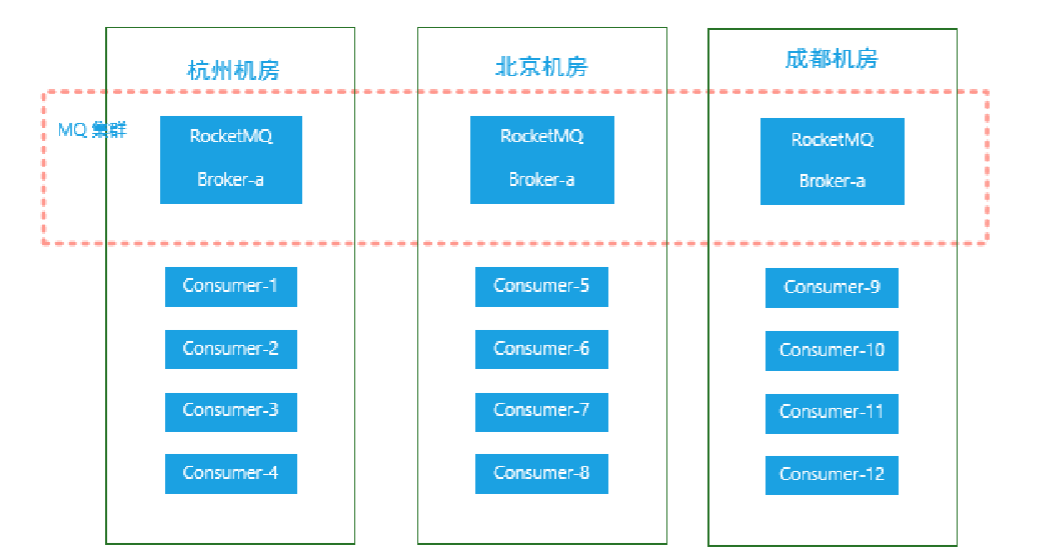 杭州机房
北京机房
成都机房
MQ 集群
RocketMQ
Broker-a
RocketMQ
Broker-a
RocketMQ
Broker-a
Consumer-1
Consumer-5
Consumer-9
Consumer-2
Consumer-6
Consumer-10
Consumer-3
Consumer-7
Consumer-11
Consumer-4
Consumer-8
Consumer-12